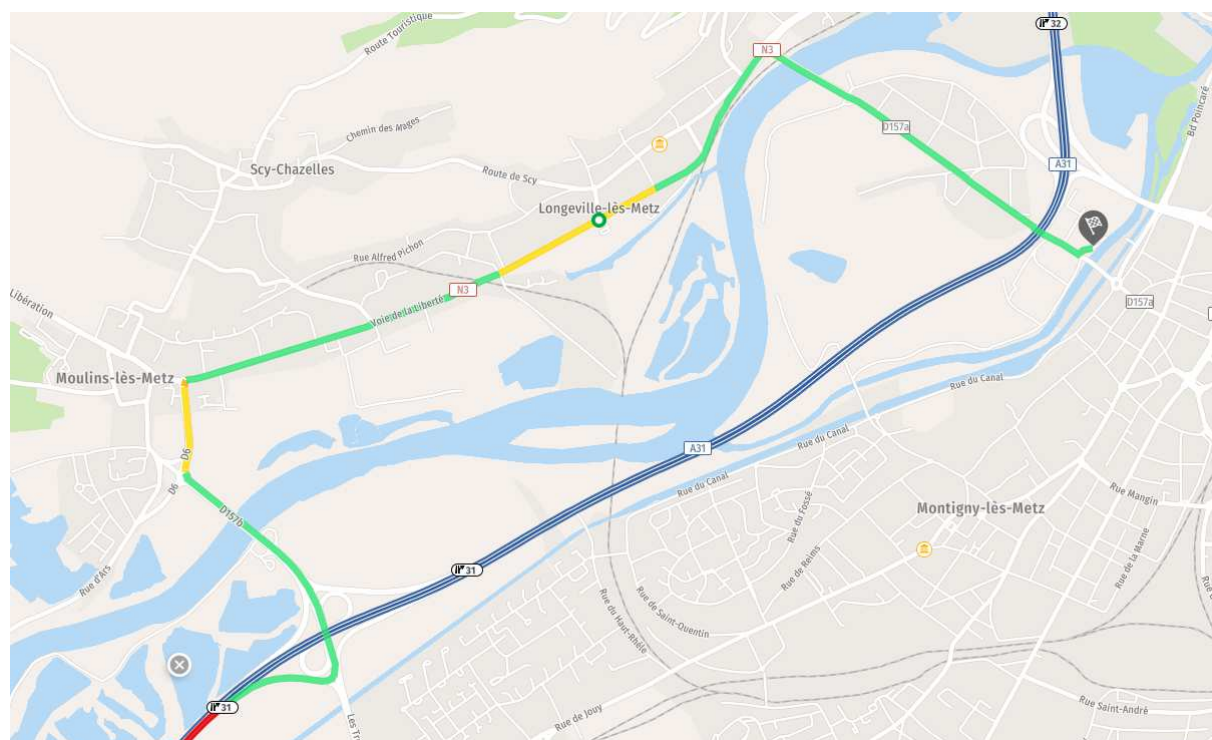 32
Route Touristique
N3
Bd Poincaré
Chemin des Mages
D157a
Scy-Chazelles
A31
Route de Scy
Longeville-lès-Metz
Rue Alfred Pichon
N3
Libération
Voie de la Liberté
D157a
Moulins-lès-Metz
Rue du Canal
Rue du Canal
A31
D6
D6
Rue du Canal
Rue Mangin
D157b
Rue du Fossé
Montigny-lès-Metz
Rue d'Ars
31
Rue de Reims
Rue de la Marne
Rue du Haut-Rhêle
Rue de Saint-Quentin
31
Rue de Jouy
Rue Saint-André
Les Tru